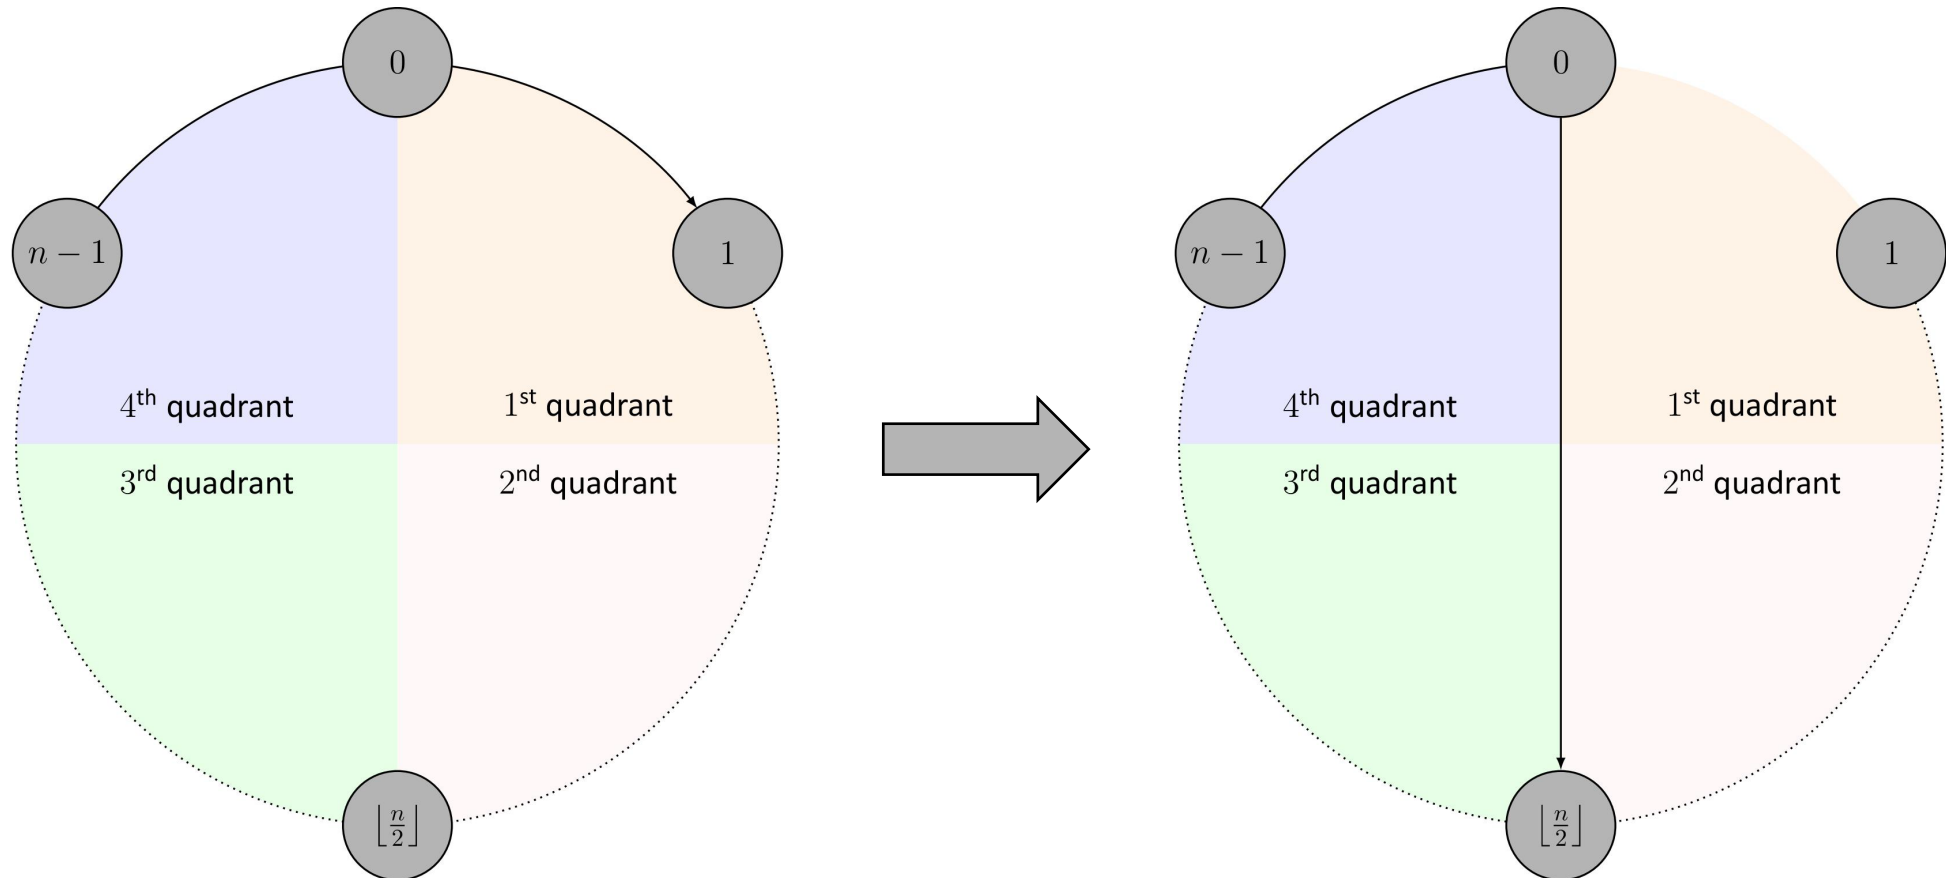 0
n − 1
1
4th quadrant
1st quadrant
3rd quadrant
2nd quadrant
⌊n/2⌋
0
n − 1
1
4th quadrant
1st quadrant
3rd quadrant
2nd quadrant
⌊n/2⌋